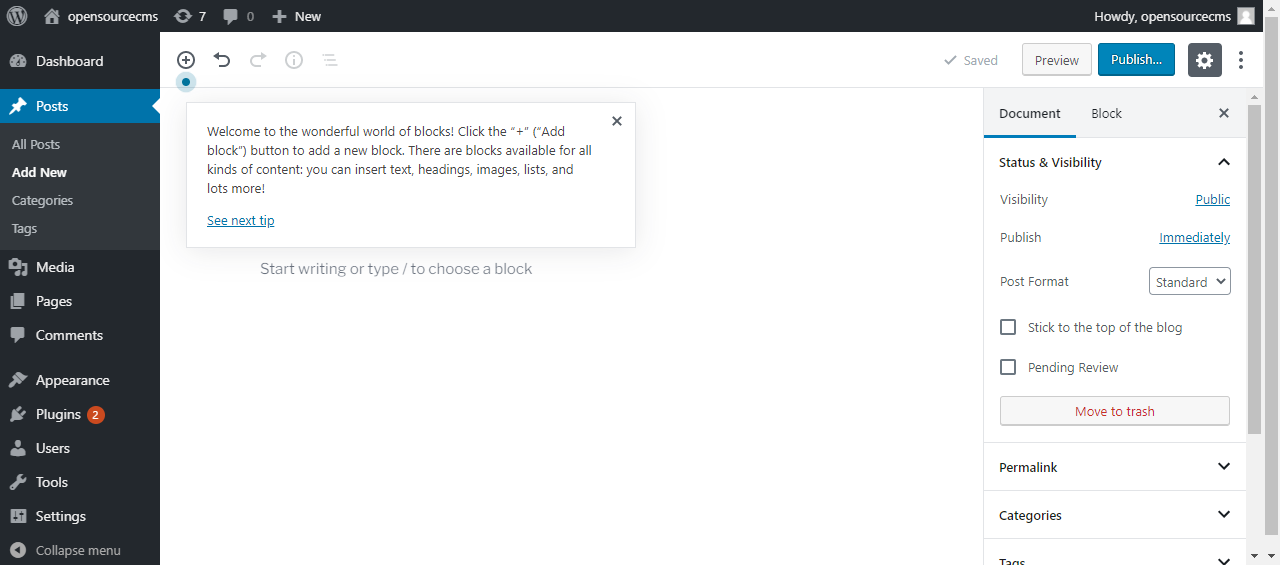 opensourcecms 7 0 New Howdy, opensourcecms
Dashboard
Posts
All Posts
Add New
Categories
Tags
Media
Pages
Comments
Appearance
Plugins 2
Users
Tools
Settings
Collapse menu
Saved Preview Publish...
Welcome to the wonderful world of blocks! Click the “+” (“Add
block”) button to add a new block. There are blocks available for all
kinds of content: you can insert text, headings, images, lists, and
lots more!
See next tip
Start writing or type / to choose a block
Document Block
Status & Visibility
Visibility Public
Publish Immediately
Post Format Standard
Stick to the top of the blog
Pending Review
Move to trash
Permalink
Categories
Tags